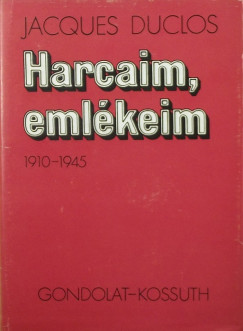 JACQUES DUCLOS
Harcaim,
emlékeim
1910-1945
GONDOLAT-KOSSUTH